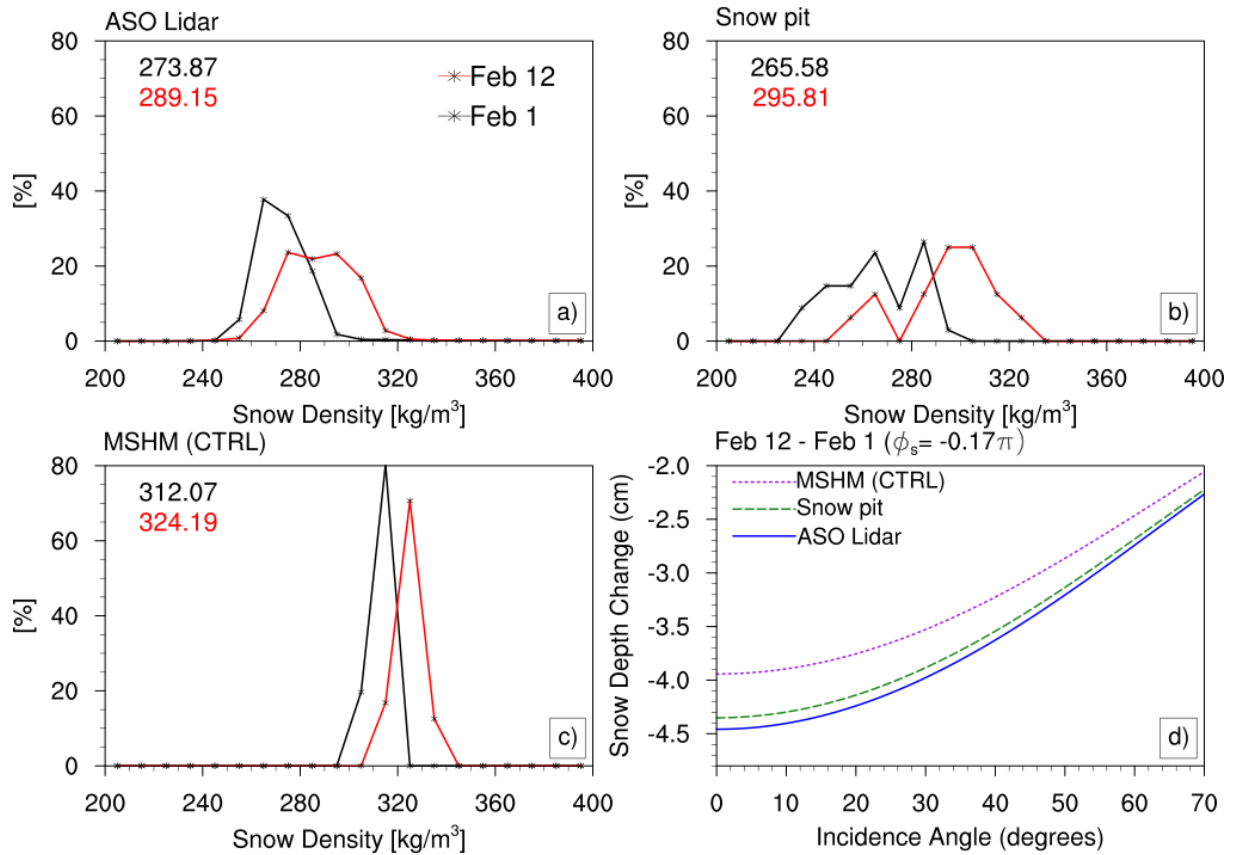 ASO Lidar
80
60
40
20
0
[%]
273.87
289.15
Feb 12
Feb 1
a)
200 240 280 320 360 400
Snow Density [kg/m³]
Snow pit
80
60
40
20
0
[%]
265.58
295.81
b)
200 240 280 320 360 400
Snow Density [kg/m³]
MSHM (CTRL)
80
60
40
20
0
[%]
312.07
324.19
c)
200 240 280 320 360 400
Snow Density [kg/m³]
Feb 12 - Feb 1 (ϕₛ= -0.17π)
-2.0
-2.5
-3.0
-3.5
-4.0
-4.5
Snow Depth Change (cm)
MSHM (CTRL)
Snow pit
ASO Lidar
d)
0 10 20 30 40 50 60 70
Incidence Angle (degrees)